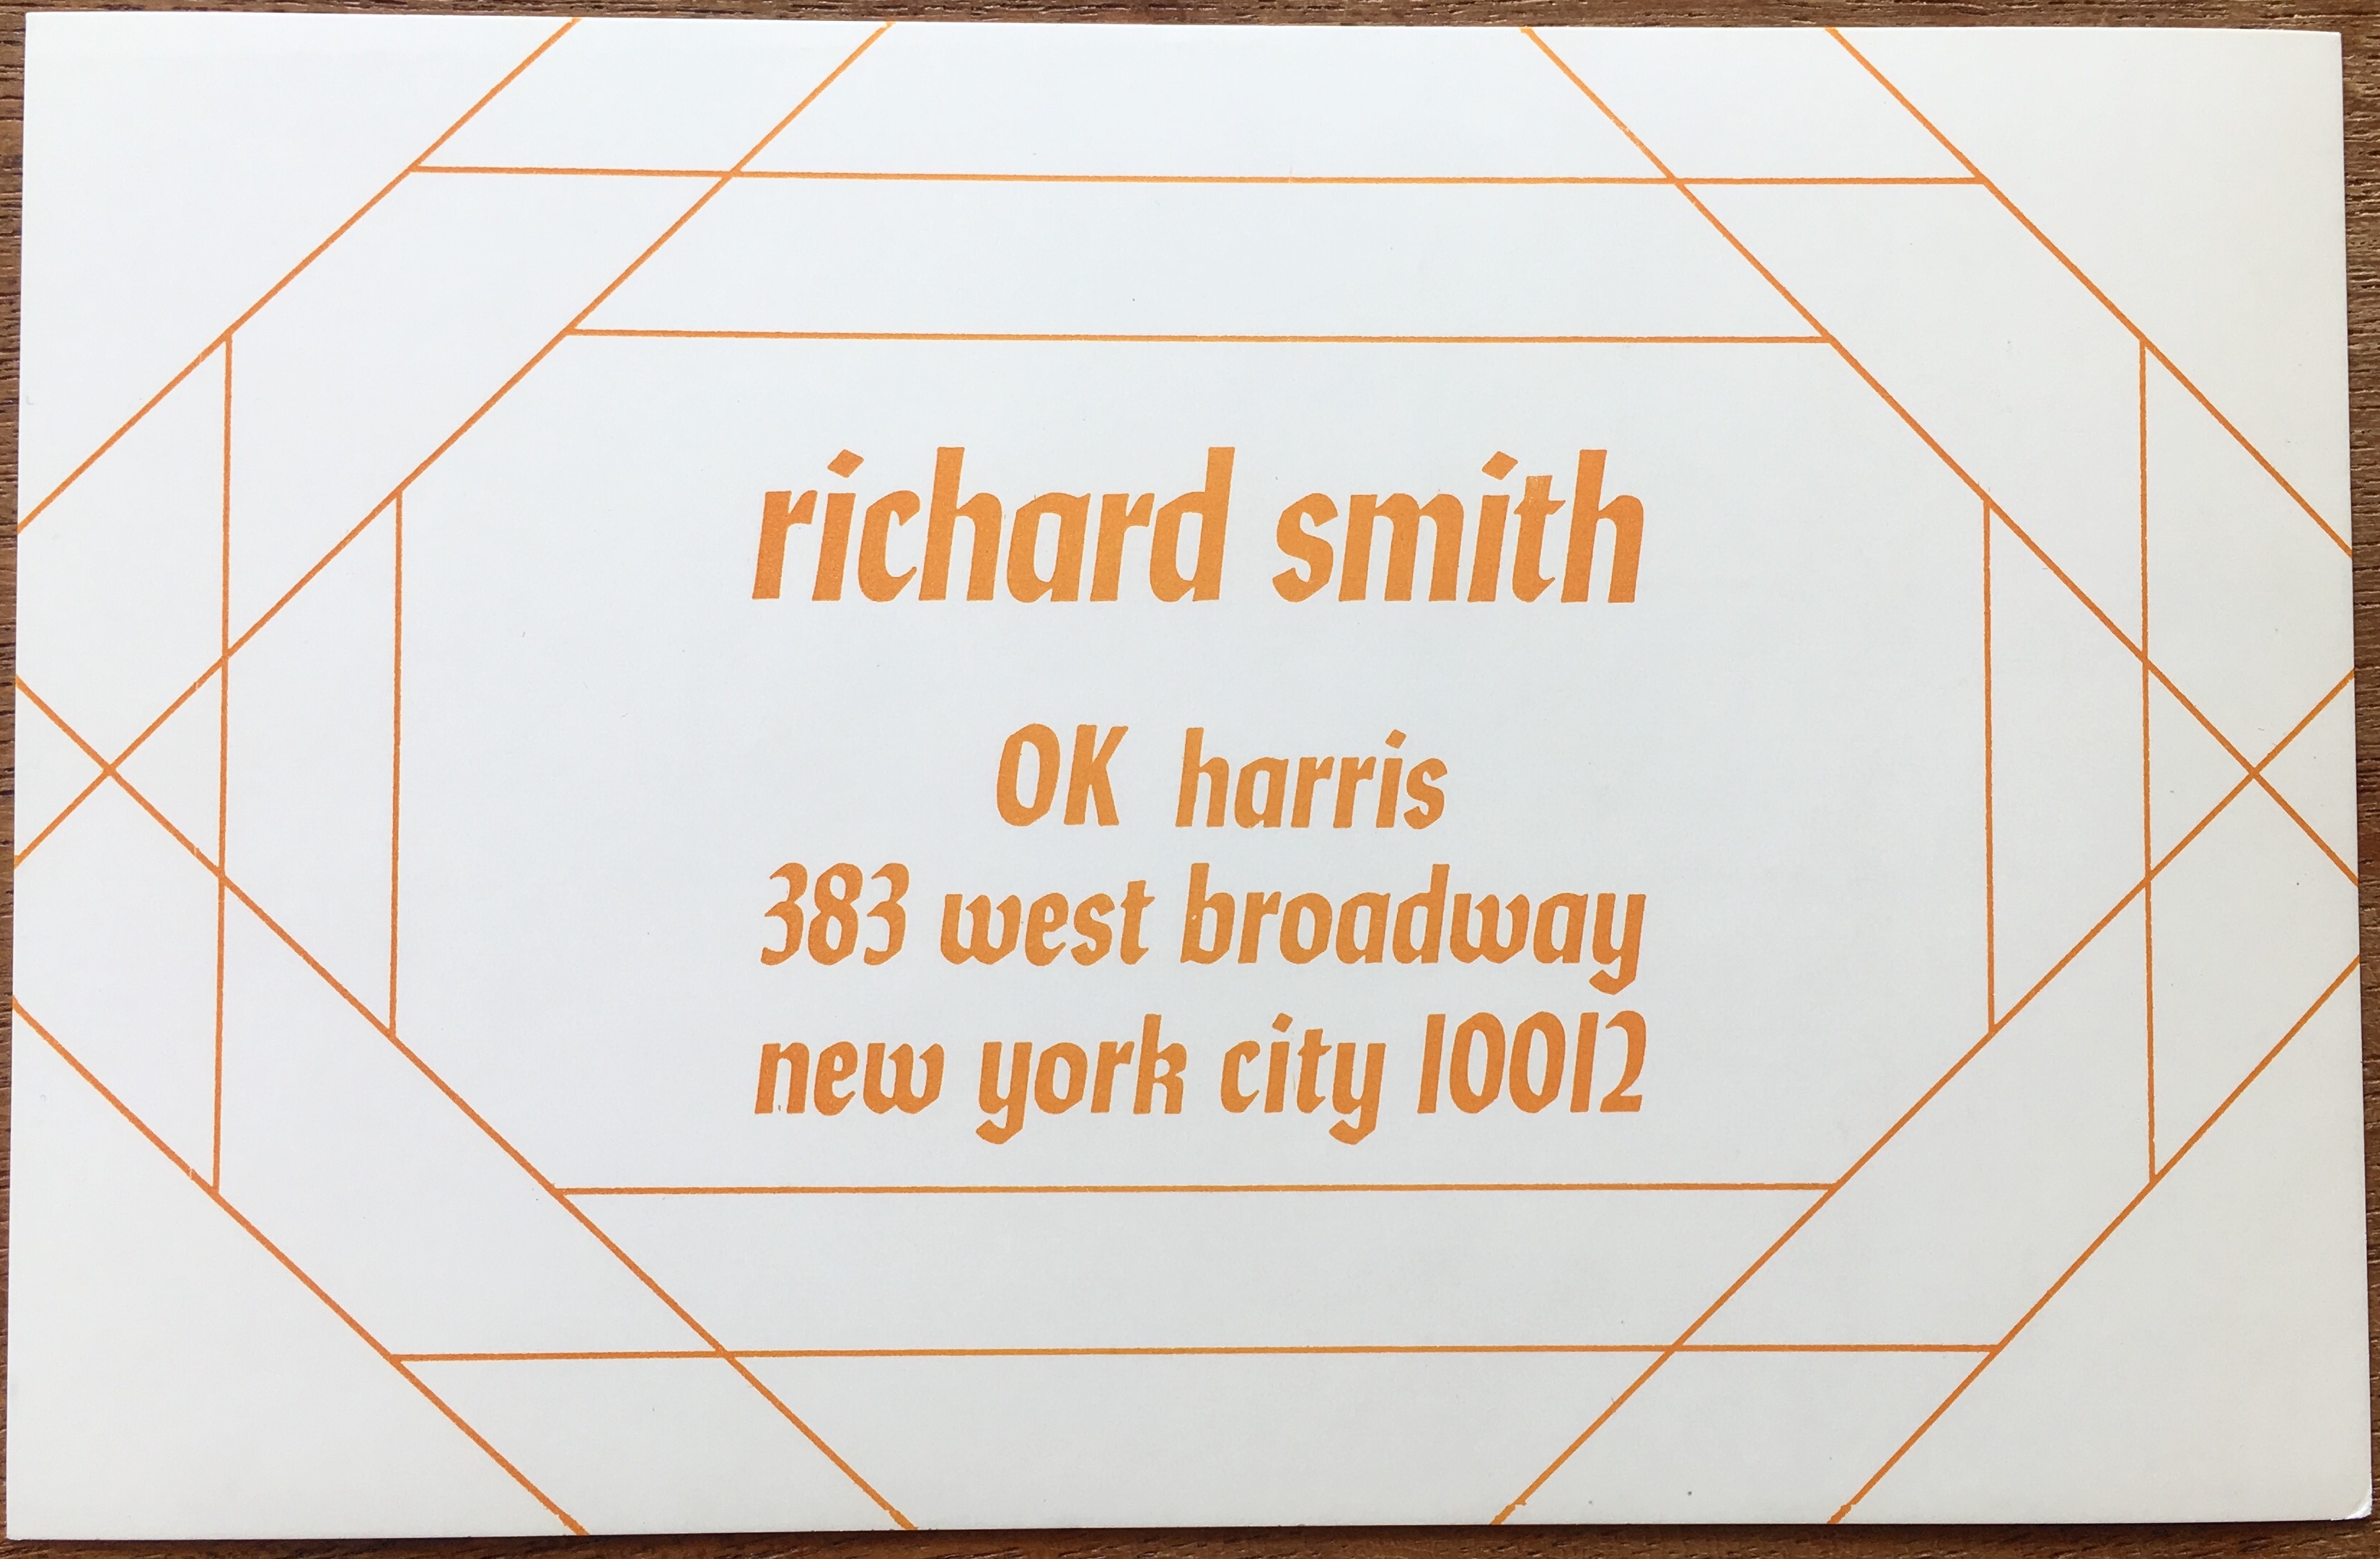 richard smith
OK harris
383 west broadway
new york city 10012